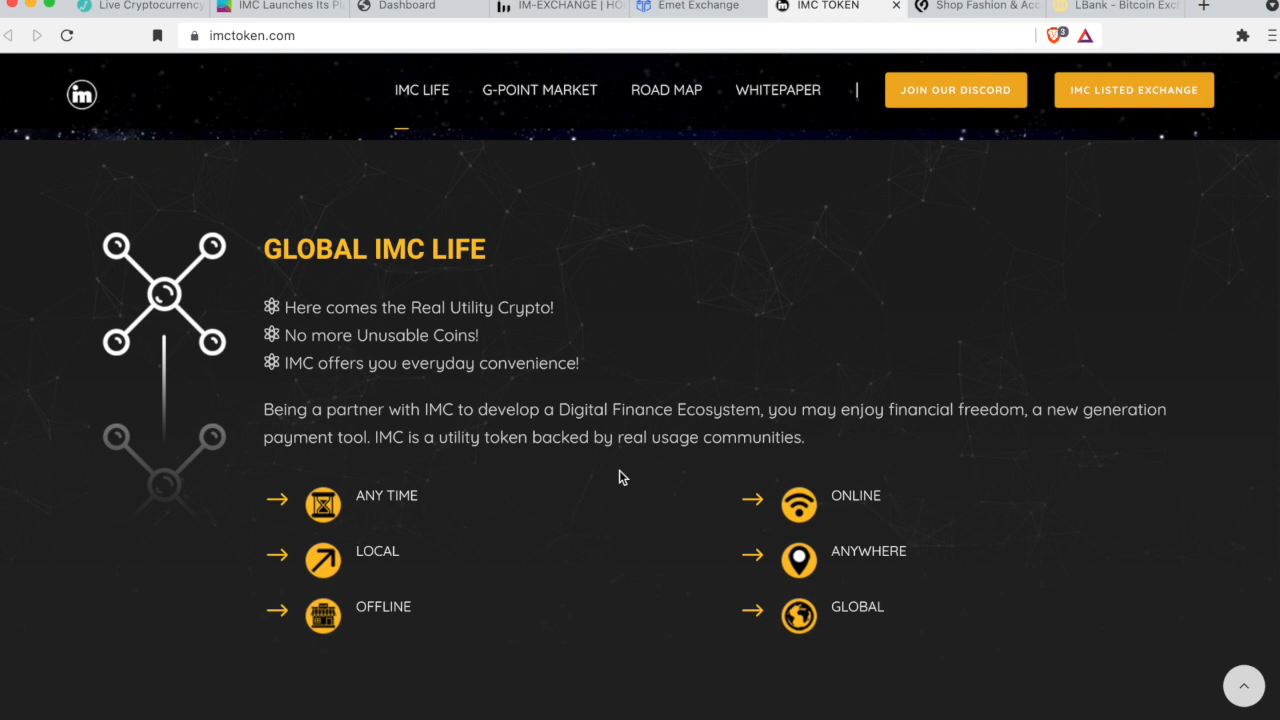 Live Cryptocurrency
IMC Launches Its Pl
Dashboard
IM-EXCHANGE | HO
Emet Exchange
IMC TOKEN
Shop Fashion & Acc
LBank - Bitcoin Excl
imctoken.com
3
im
IMC LIFE
G-POINT MARKET
ROAD MAP
WHITEPAPER
|
JOIN OUR DISCORD
IMC LISTED EXCHANGE
GLOBAL IMC LIFE
Here comes the Real Utility Crypto!
No more Unusable Coins!
IMC offers you everyday convenience!
Being a partner with IMC to develop a Digital Finance Ecosystem, you may enjoy financial freedom, a new generation
payment tool. IMC is a utility token backed by real usage communities.
ANY TIME
ONLINE
LOCAL
ANYWHERE
OFFLINE
GLOBAL